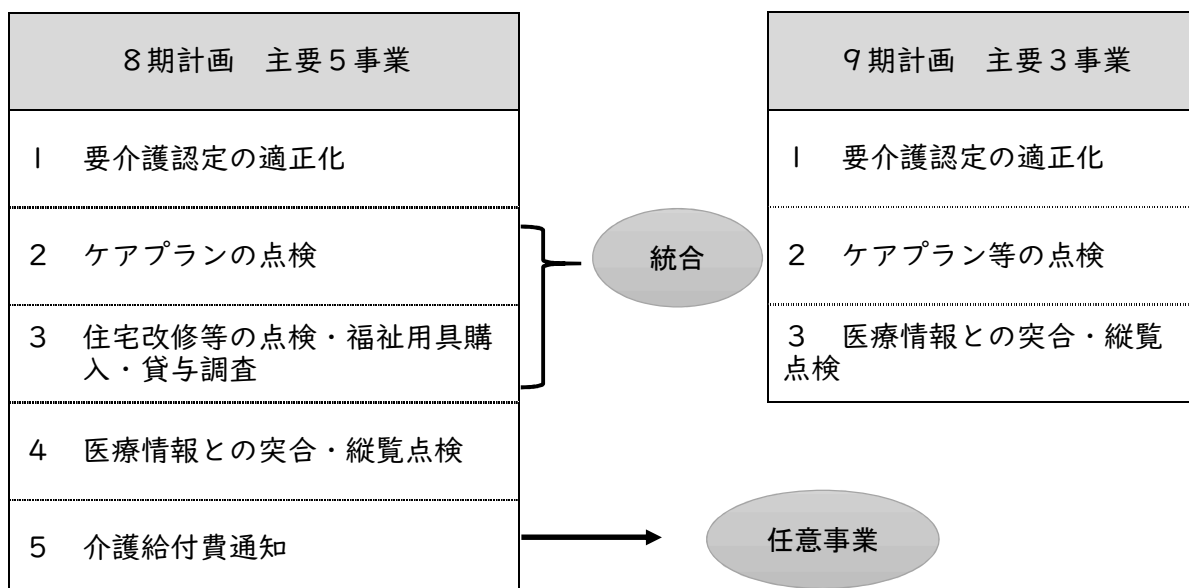 8期計画　主要5事業
1　要介護認定の適正化
2　ケアプランの点検
3　住宅改修等の点検・福祉用具購
入・貸与調査
4　医療情報との突合・縦覧点検
5　介護給付費通知
統合
任意事業
9期計画　主要3事業
1　要介護認定の適正化
2　ケアプラン等の点検
3　医療情報との突合・縦覧
点検